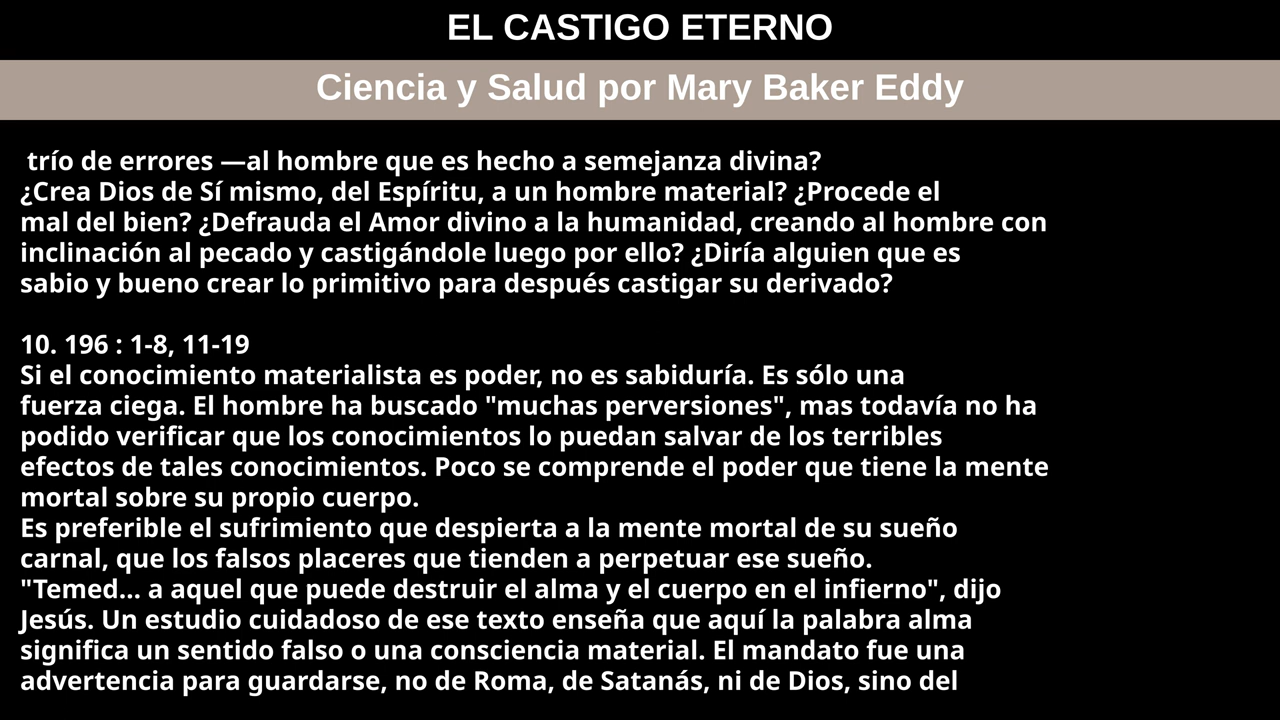 EL CASTIGO ETERNO
Ciencia y Salud por Mary Baker Eddy
trío de errores —al hombre que es hecho a semejanza divina?
¿Crea Dios de Sí mismo, del Espíritu, a un hombre material? ¿Procede el
mal del bien? ¿Defrauda el Amor divino a la humanidad, creando al hombre con
inclinación al pecado y castigándole luego por ello? ¿Diría alguien que es
sabio y bueno crear lo primitivo para después castigar su derivado?
10. 196 : 1-8, 11-19
Si el conocimiento materialista es poder, no es sabiduría. Es sólo una
fuerza ciega. El hombre ha buscado "muchas perversiones", mas todavía no ha
podido verificar que los conocimientos lo puedan salvar de los terribles
efectos de tales conocimientos. Poco se comprende el poder que tiene la mente
mortal sobre su propio cuerpo.
Es preferible el sufrimiento que despierta a la mente mortal de su sueño
carnal, que los falsos placeres que tienden a perpetuar ese sueño.
"Temed... a aquel que puede destruir el alma y el cuerpo en el infierno", dijo
Jesús. Un estudio cuidadoso de ese texto enseña que aquí la palabra alma
significa un sentido falso o una consciencia material. El mandato fue una
advertencia para guardarse, no de Roma, de Satanás, ni de Dios, sino del